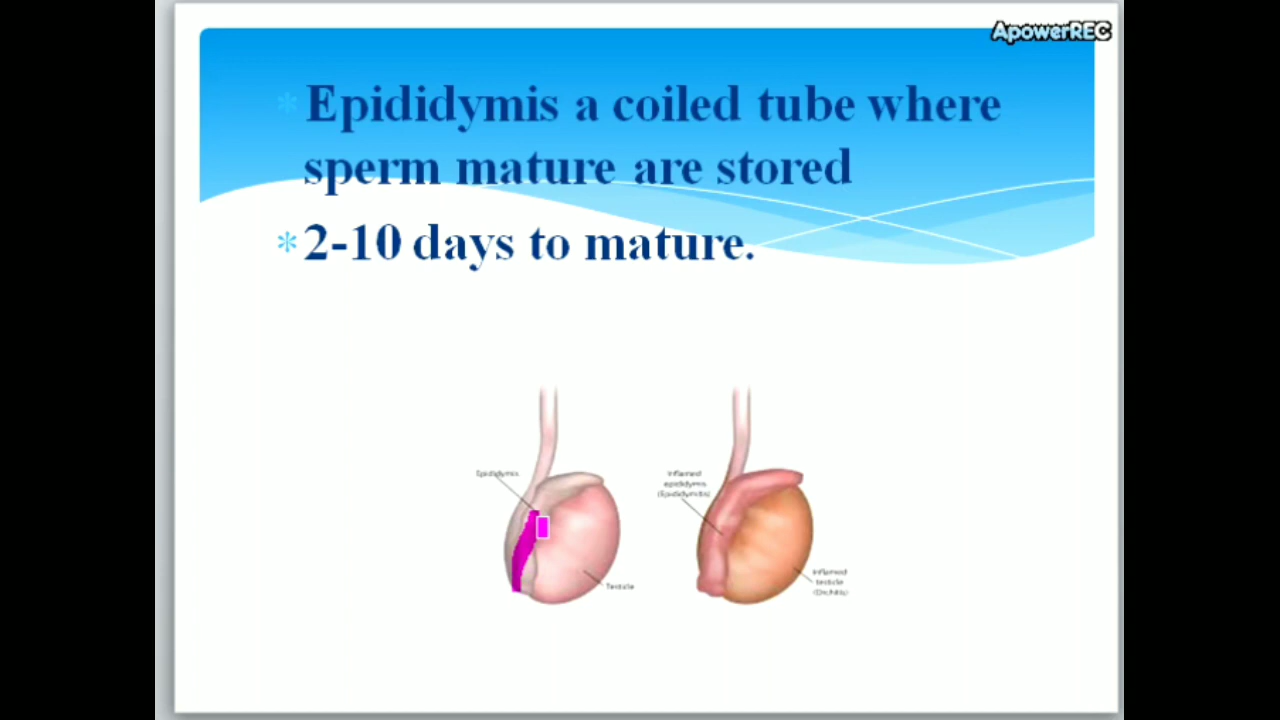 ApowerREC
* Epididymis a coiled tube where
sperm mature are stored
* 2-10 days to mature.
Epididymis
Testicle
Inflamed
epididymis
(Epididymitis)
Inflamed
testicle
(Orchitis)